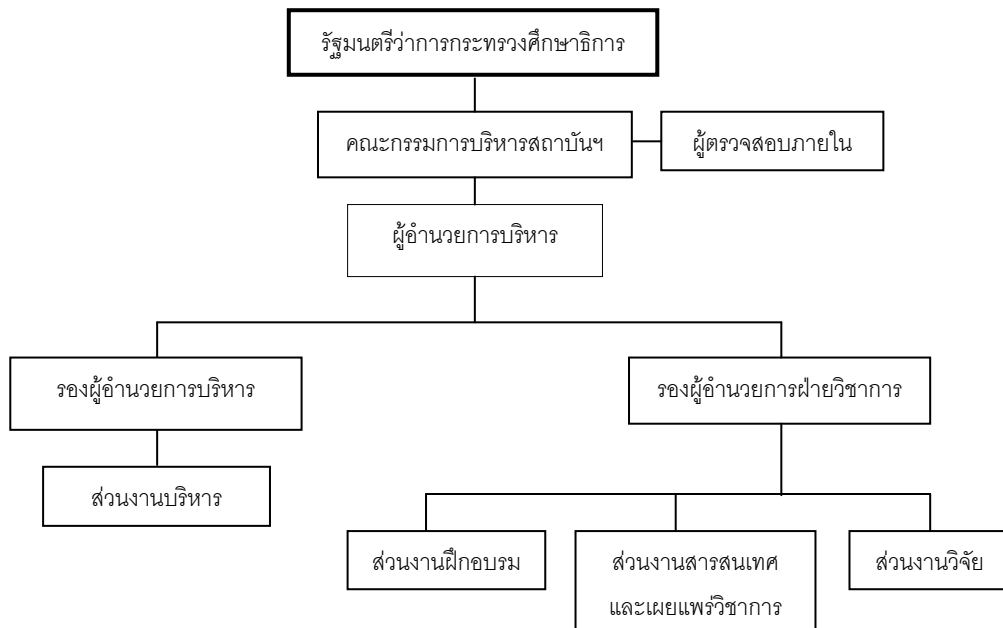 รัฐมนตรีว่าการกระทรวงศึกษาธิการ
คณะกรรมการบริหารสถาบันฯ
ผู้ตรวจสอบภายใน
ผู้อำนวยการบริหาร
รองผู้อำนวยการบริหาร
รองผู้อำนวยการฝ่ายวิชาการ
ส่วนงานบริหาร
ส่วนงานฝึกอบรม
ส่วนงานสารสนเทศ
และเผยแพร่วิชาการ
ส่วนงานวิจัย